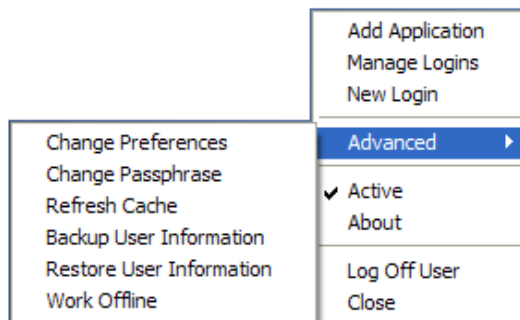 Add Application
Manage Logins
New Login
Advanced
Change Preferences
Change Passphrase
Refresh Cache
Backup User Information
Restore User Information
Work Offline
Active
About
Log Off User
Close